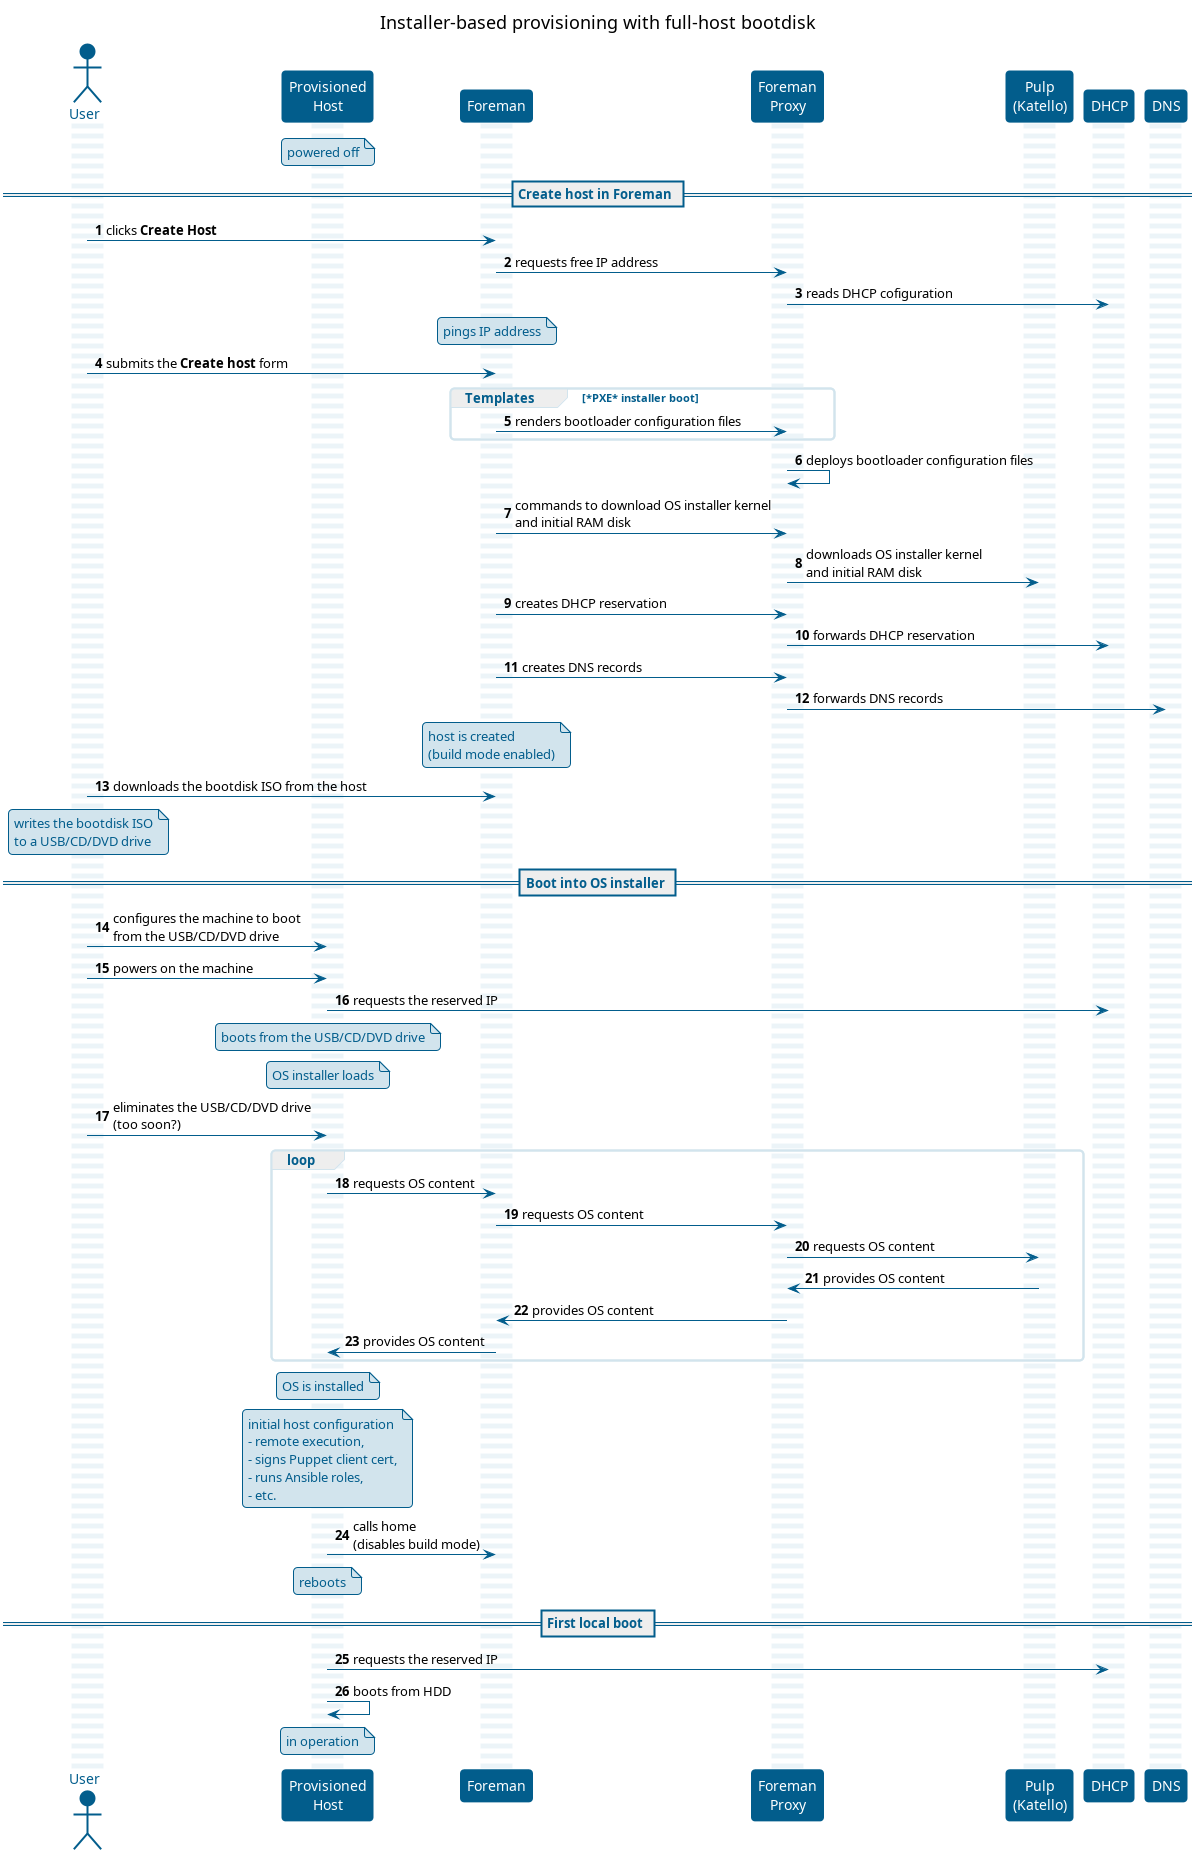 Installer-based provisioning with full-host bootdisk
User
Provisioned
Host
Foreman
Foreman
Proxy
Pulp
(Katello)
DHCP
DNS
powered off
Create host in Foreman
1 clicks Create Host
2 requests free IP address
3 reads DHCP cofiguration
pings IP address
4 submits the Create host form
Templates [*PXE* installer boot]
5 renders bootloader configuration files
6 deploys bootloader configuration files
7 commands to download OS installer kernel
and initial RAM disk
8 downloads OS installer kernel
and initial RAM disk
9 creates DHCP reservation
10 forwards DHCP reservation
11 creates DNS records
12 forwards DNS records
host is created
(build mode enabled)
13 downloads the bootdisk ISO from the host
writes the bootdisk ISO
to a USB/CD/DVD drive
Boot into OS installer
14 configures the machine to boot
from the USB/CD/DVD drive
15 powers on the machine
16 requests the reserved IP
boots from the USB/CD/DVD drive
OS installer loads
17 eliminates the USB/CD/DVD drive
(too soon?)
loop
18 requests OS content
19 requests OS content
20 requests OS content
21 provides OS content
22 provides OS content
23 provides OS content
OS is installed
initial host configuration
- remote execution,
- signs Puppet client cert,
- runs Ansible roles,
- etc.
24 calls home
(disables build mode)
reboots
First local boot
25 requests the reserved IP
26 boots from HDD
in operation
User
Provisioned
Host
Foreman
Foreman
Proxy
Pulp
(Katello)
DHCP
DNS